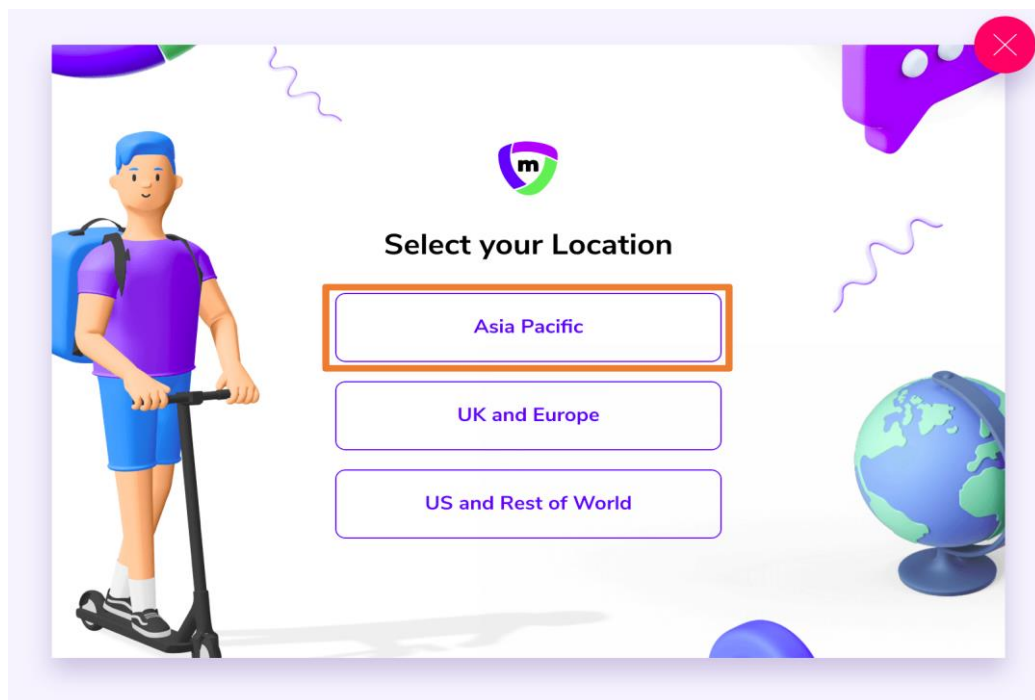 m
Select your Location
Asia Pacific
UK and Europe
US and Rest of World